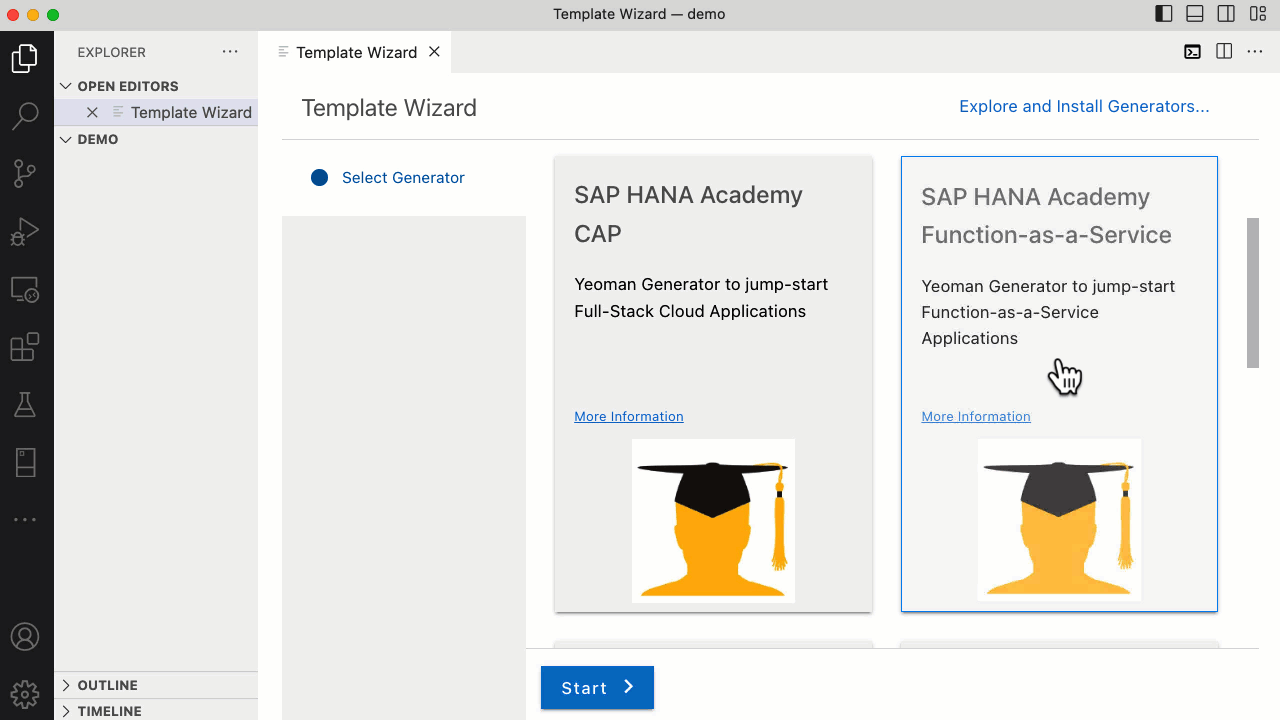 Template Wizard — demo
EXPLORER
Template Wizard
OPEN EDITORS
Template Wizard
DEMO
OUTLINE
TIMELINE
Template Wizard
Explore and Install Generators...
Select Generator
SAP HANA Academy
CAP
Yeoman Generator to jump-start
Full-Stack Cloud Applications
More Information
SAP HANA Academy
Function-as-a-Service
Yeoman Generator to jump-start
Function-as-a-Service
Applications
More Information
Start